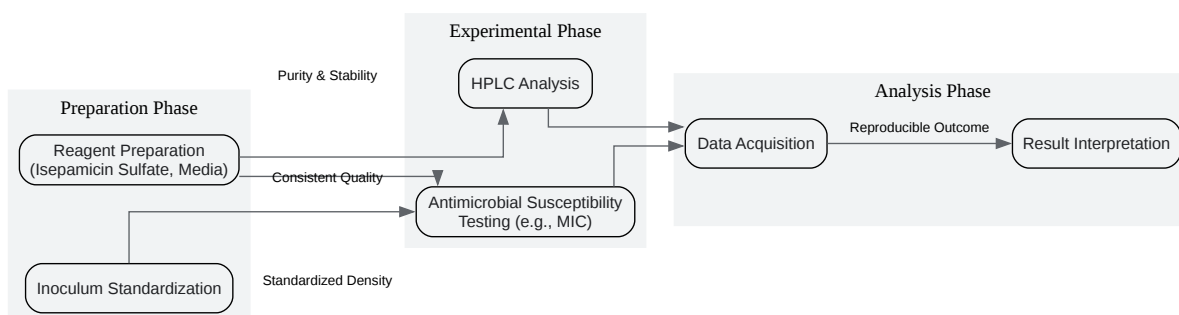 Preparation Phase
Reagent Preparation
(Isepamicin Sulfate, Media)
Inoculum Standardization
Purity & Stability
Consistent Quality
Standardized Density
Experimental Phase
HPLC Analysis
Antimicrobial Susceptibility
Testing (e.g., MIC)
Analysis Phase
Data Acquisition
Reproducible Outcome
Result Interpretation